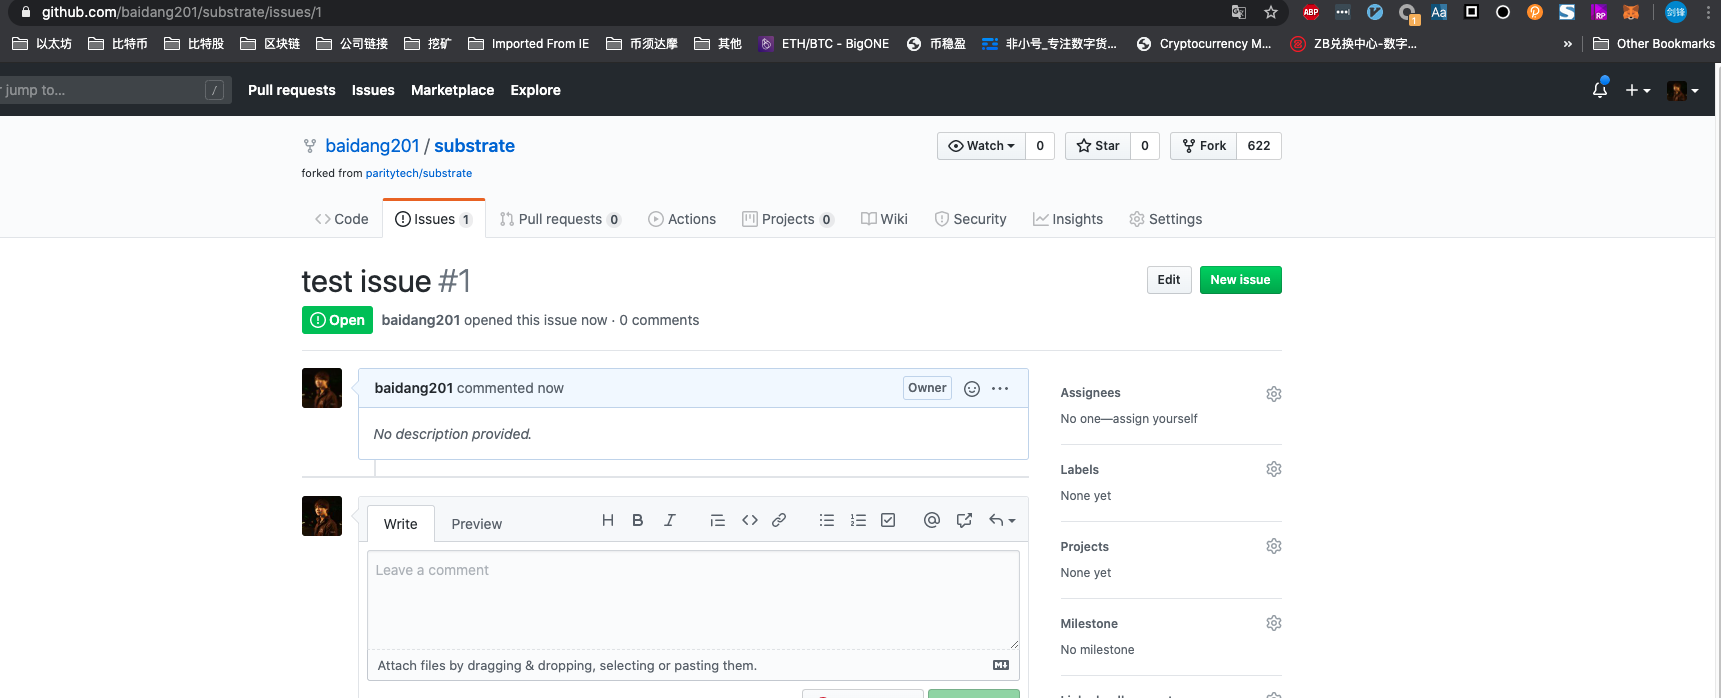 github.com/baidang201/substrate/issues/1
ABP
1
Aa
RP
剑锋
以太坊 比特币 比特股 区块链 公司链接 挖矿 Imported From IE 币须达摩 其他 ETH/BTC - BigONE 币稳盈 非小号_专注数字货... Cryptocurrency M... ZB兑换中心-数字... » Other Bookmarks
jump to... / Pull requests Issues Marketplace Explore
baidang201 / substrate Watch 0 Star 0 Fork 622
forked from paritytech/substrate
Code Issues 1 Pull requests 0 Actions Projects 0 Wiki Security Insights Settings
test issue #1 Edit New issue
Open baidang201 opened this issue now · 0 comments
baidang201 commented now Owner
No description provided.
Assignees
No one—assign yourself
Labels
None yet
Write Preview H B I @
Leave a comment
Projects
None yet
Milestone
No milestone
Attach files by dragging & dropping, selecting or pasting them.